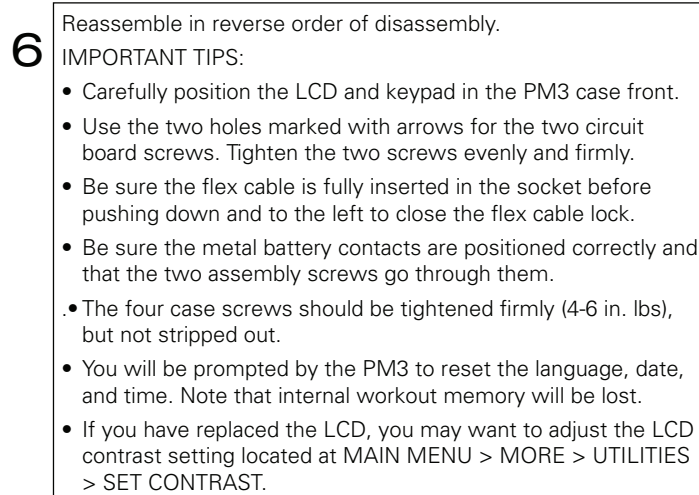 6
Reassemble in reverse order of disassembly.
IMPORTANT TIPS:
• Carefully position the LCD and keypad in the PM3 case front.
• Use the two holes marked with arrows for the two circuit
board screws. Tighten the two screws evenly and firmly.
• Be sure the flex cable is fully inserted in the socket before
pushing down and to the left to close the flex cable lock.
• Be sure the metal battery contacts are positioned correctly and
that the two assembly screws go through them.
.• The four case screws should be tightened firmly (4-6 in. lbs),
but not stripped out.
• You will be prompted by the PM3 to reset the language, date,
and time. Note that internal workout memory will be lost.
• If you have replaced the LCD, you may want to adjust the LCD
contrast setting located at MAIN MENU > MORE > UTILITIES
> SET CONTRAST.